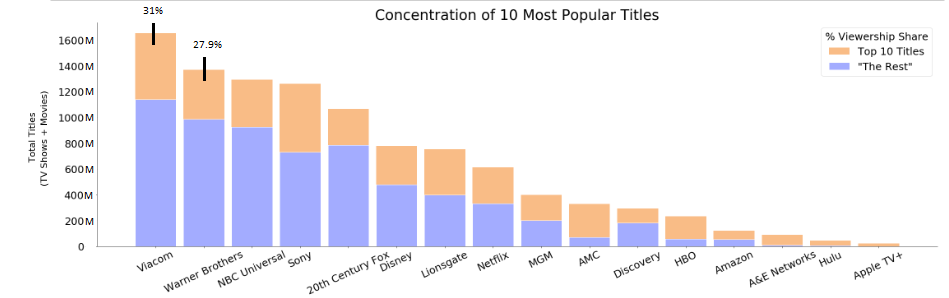 31%
Concentration of 10 Most Popular Titles
27.9%
% Viewership Share
Top 10 Titles
"The Rest"
Total Titles
(TV Shows + Movies)
1600M
1400M
1200M
1000M
800M
600M
400M
200M
0
Viacom
Warner Brothers
NBC Universal
Sony
20th Century Fox
Disney
Lionsgate
Netflix
MGM
AMC
Discovery
HBO
Amazon
A&E Networks
Hulu
Apple TV+